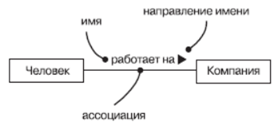 направление имени
имя
работает на
Человек
Компания
ассоциация